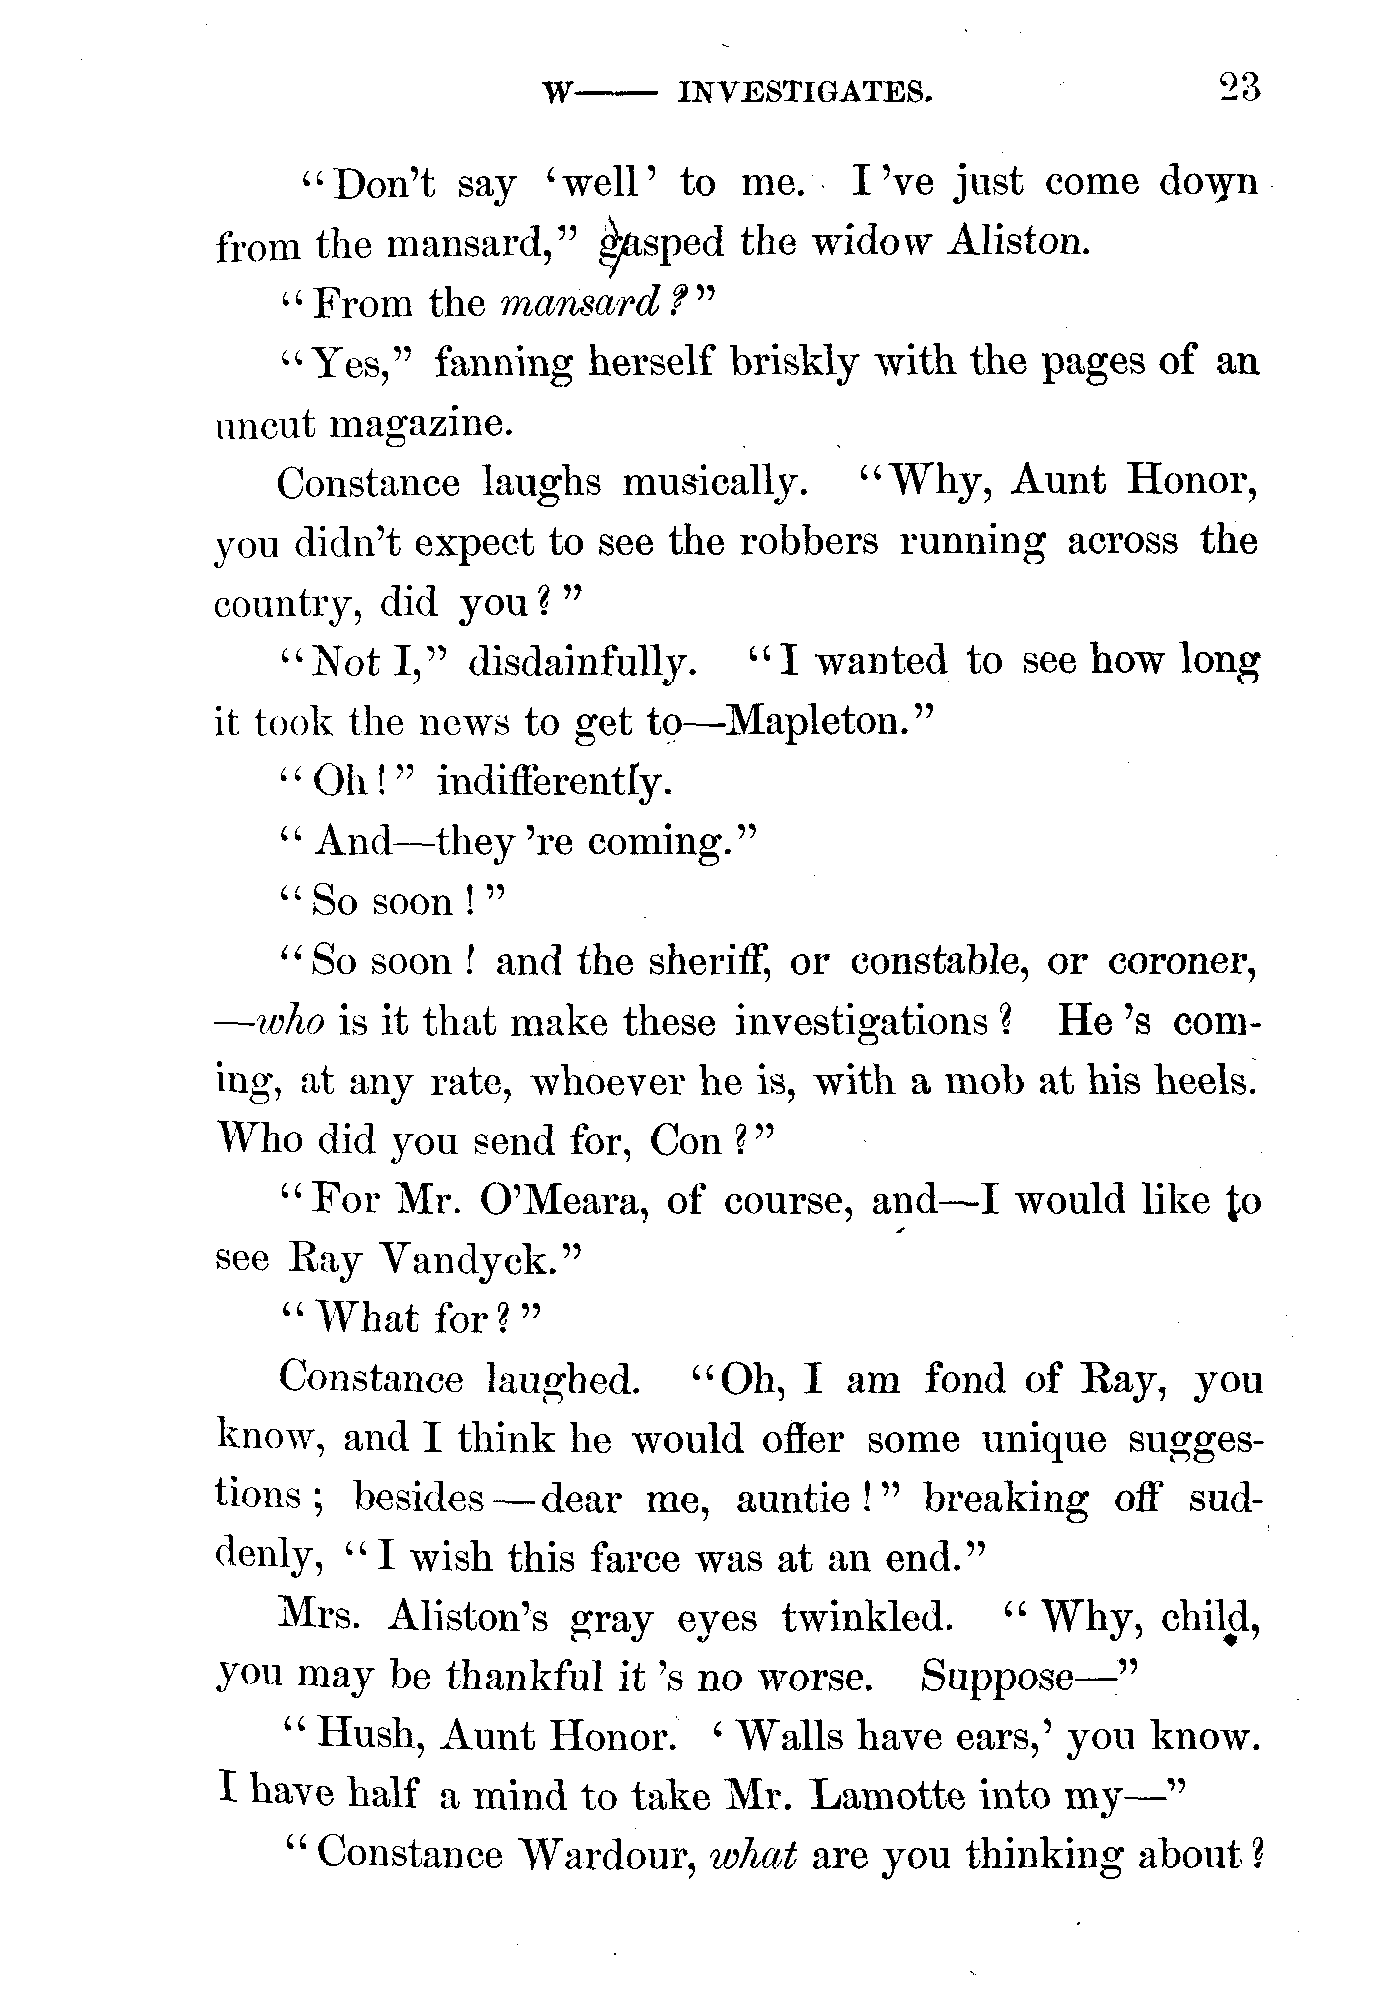 W—— INVESTIGATES. 23
"Don't say 'well' to me. I 've just come down
from the mansard," gasped the widow Aliston.
"From the mansard?"
"Yes," fanning herself briskly with the pages of an
uncut magazine.
Constance laughs musically. "Why, Aunt Honor,
you didn't expect to see the robbers running across the
country, did you?"
"Not I," disdainfully. "I wanted to see how long
it took the news to get to—Mapleton."
"Oh!" indifferently.
"And—they 're coming."
"So soon!"
"So soon! and the sheriff, or constable, or coroner,
—who is it that make these investigations? He 's com-
ing, at any rate, whoever he is, with a mob at his heels.
Who did you send for, Con?"
"For Mr. O'Meara, of course, and—I would like to
see Ray Vandyck."
"What for?"
Constance laughed. "Oh, I am fond of Ray, you
know, and I think he would offer some unique sugges-
tions; besides—dear me, auntie!" breaking off sud-
denly, "I wish this farce was at an end."
Mrs. Aliston's gray eyes twinkled. "Why, child,
you may be thankful it 's no worse. Suppose—"
"Hush, Aunt Honor. 'Walls have ears,' you know.
I have half a mind to take Mr. Lamotte into my—"
"Constance Wardour, what are you thinking about?